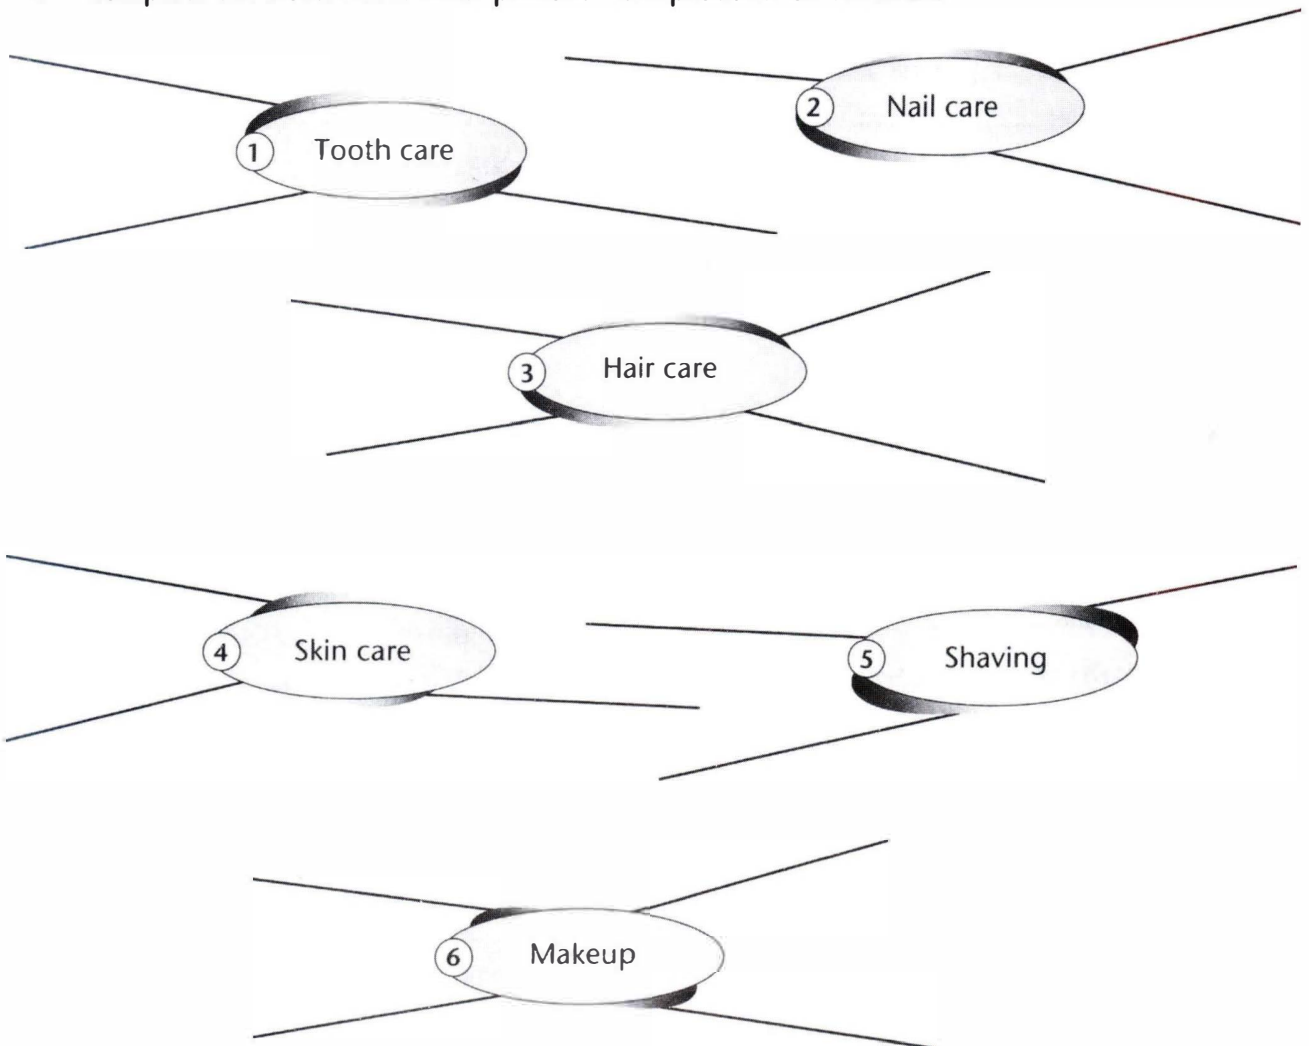 2 Nail care
1 Tooth care
3 Hair care
4 Skin care
5 Shaving
6 Makeup